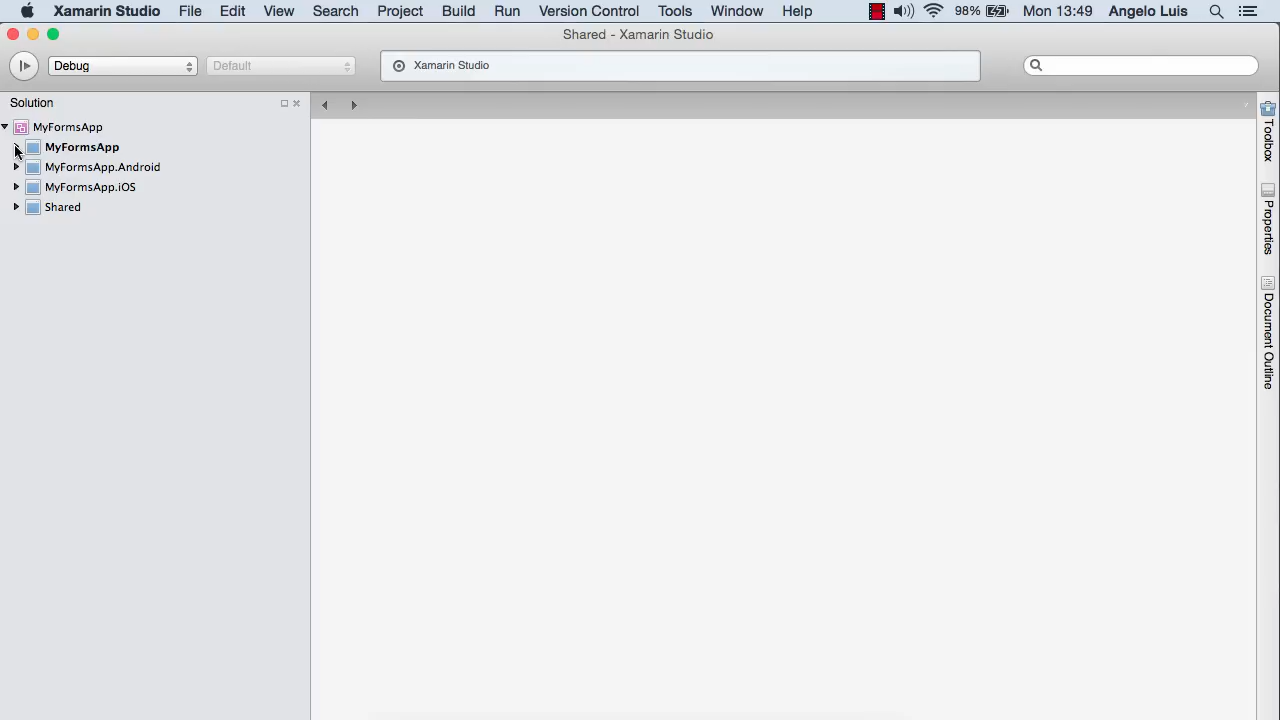 Xamarin Studio File Edit View Search Project Build Run Version Control Tools Window Help 98% Mon 13:49 Angelo Luis
Shared - Xamarin Studio
Debug Default Xamarin Studio
Solution
MyFormsApp
MyFormsApp
MyFormsApp.Android
MyFormsApp.iOS
Shared
Toolbox
Properties
Document Outline